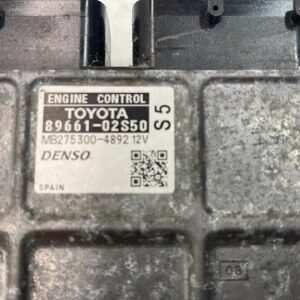 ENGINE CONTROL
TOYOTA
89661-02S50
S5
MB275300-4892 12V
DENSO
SPAIN
03